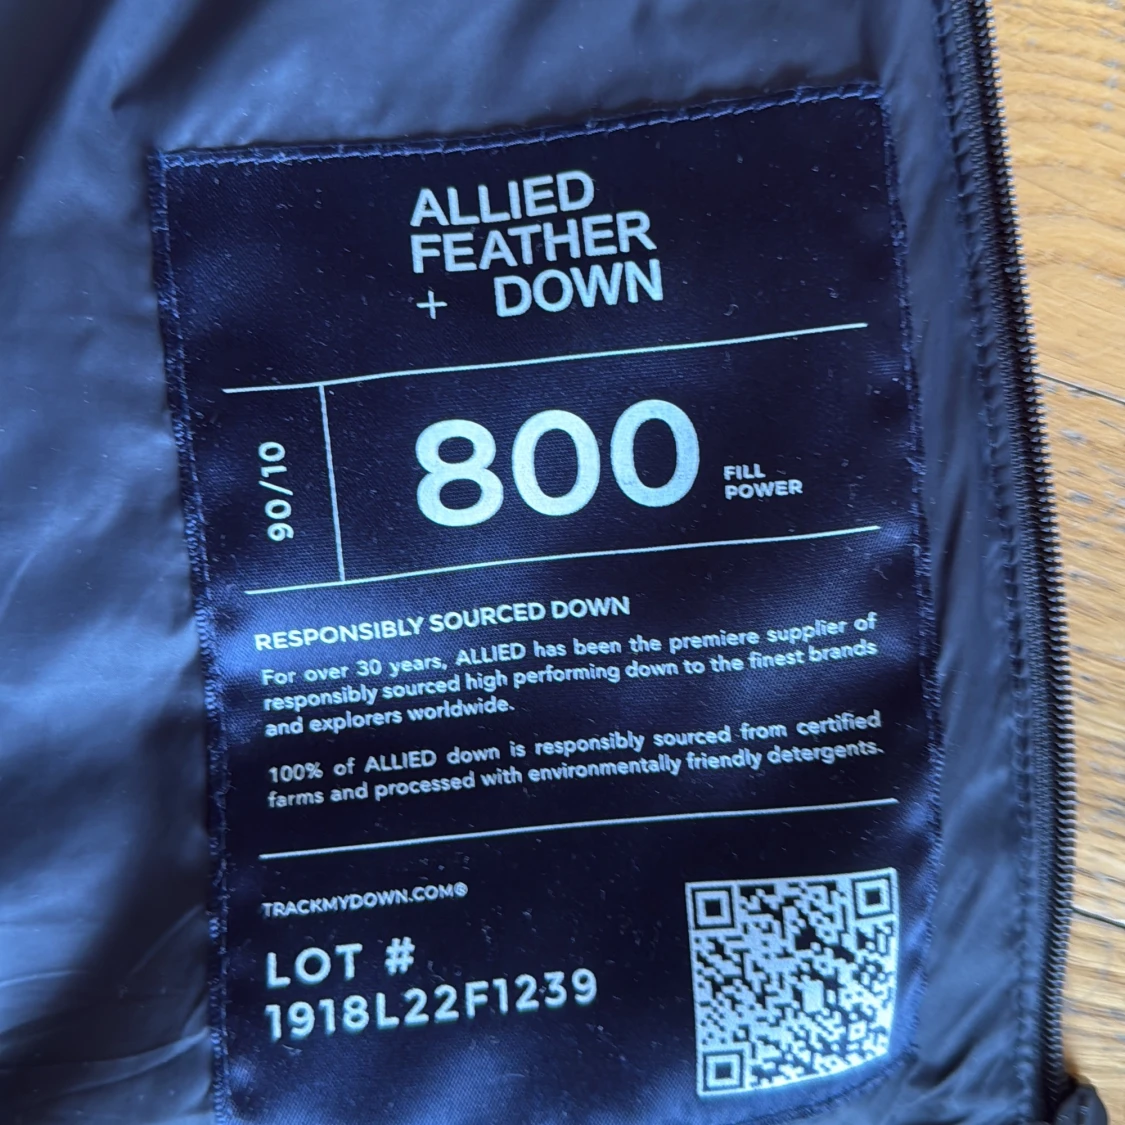 ALLIED
FEATHER
+ DOWN
90/10
800
FILL
POWER
RESPONSIBLY SOURCED DOWN
For over 30 years, ALLIED has been the premiere supplier of
responsibly sourced high performing down to the finest brands
and explorers worldwide.
100% of ALLIED down is responsibly sourced from certified
farms and processed with environmentally friendly detergents.
TRACKMYDOWN.COM®
LOT #
1918L22F1239